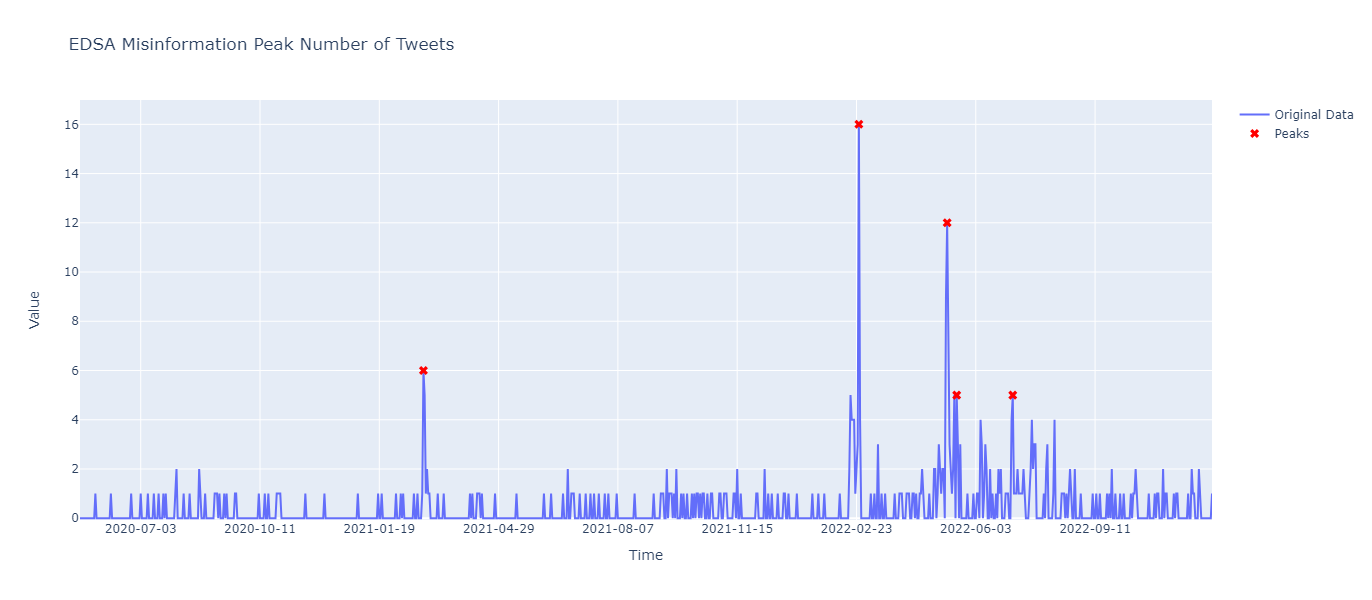 EDSA Misinformation Peak Number of Tweets
Original Data
Peaks
16
14
12
10
8
6
4
2
0
Value
2020-07-03 2020-10-11 2021-01-19 2021-04-29 2021-08-07 2021-11-15 2022-02-23 2022-06-03 2022-09-11
Time